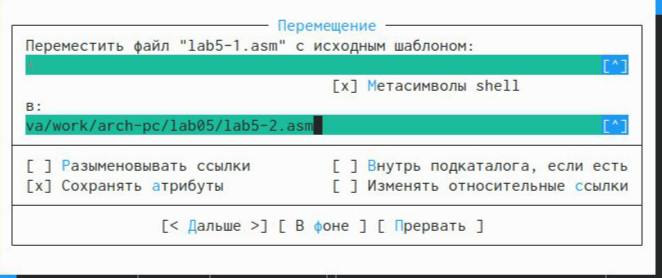 Перемещение
Переместить файл "lab5-1.asm" с исходным шаблоном:
* [^]
[x] Метасимволы shell
в:
va/work/arch-pc/lab05/lab5-2.asm [^]
[ ] Разыменовывать ссылки [ ] Внутрь подкаталога, если есть
[x] Сохранять атрибуты [ ] Изменять относительные ссылки
[< Дальше >] [ В фоне ] [ Прервать ]